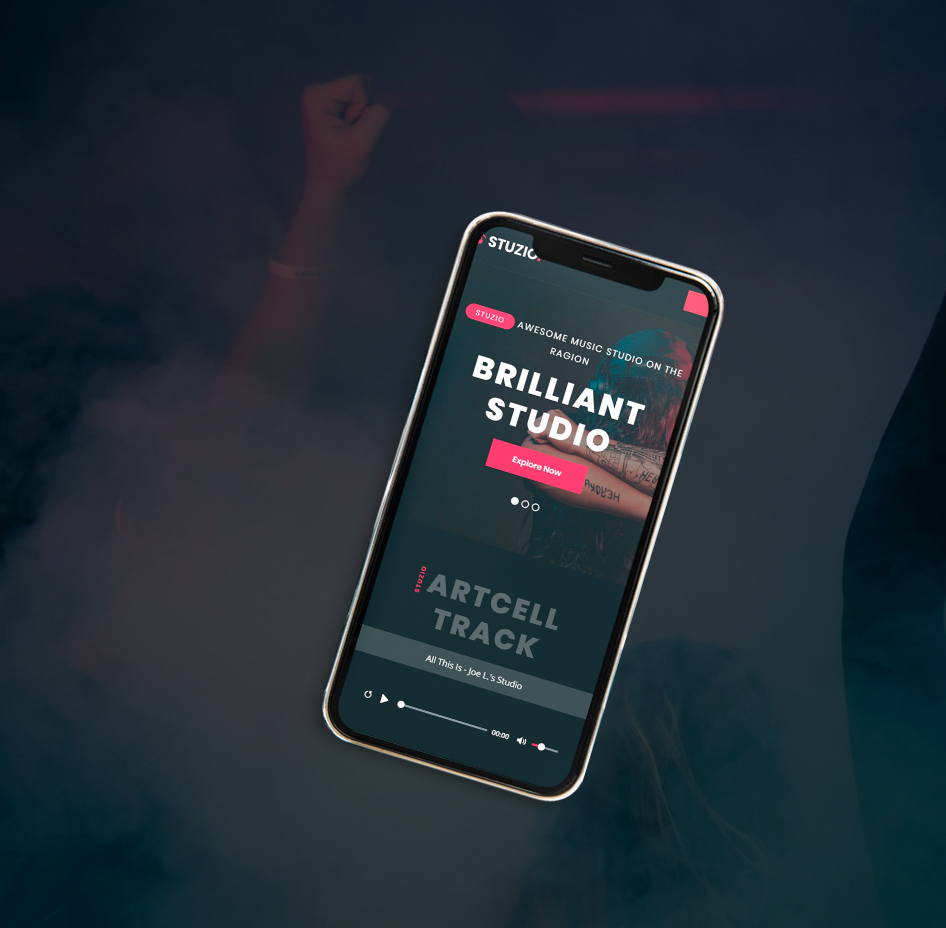 STUZIO.
STUZIO AWESOME MUSIC STUDIO ON THE
RAGION
BRILLIANT
STUDIO
Explore Now
STUZIO
ARTCELL
TRACK
All This Is - Joe L.'s Studio
00:00